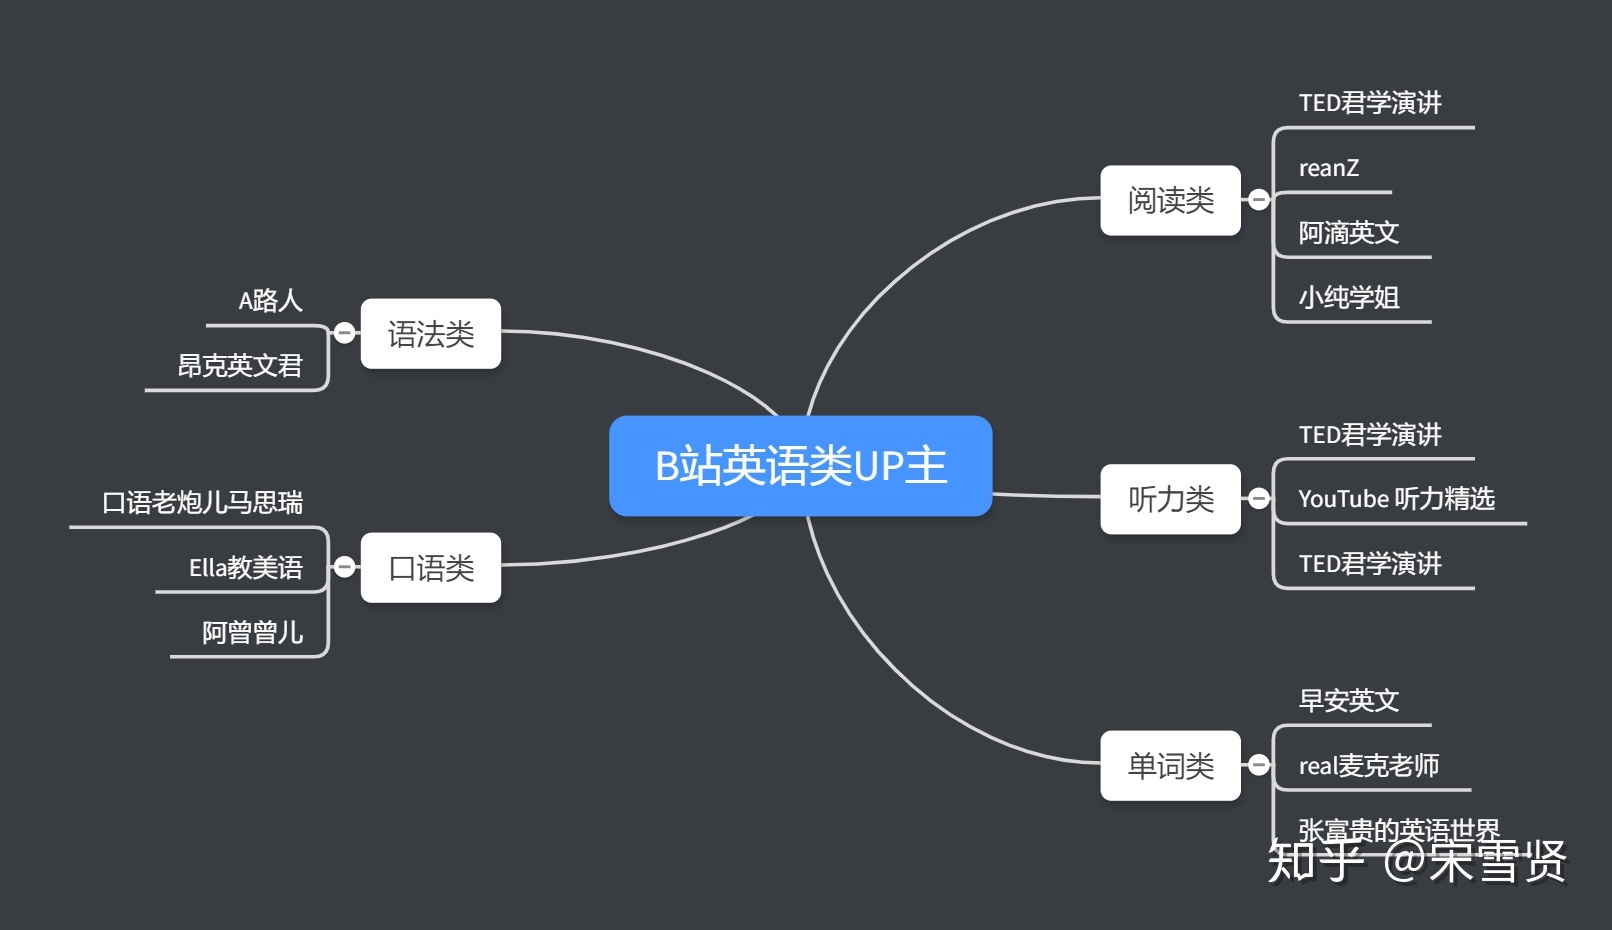 B站英语类UP主
阅读类
TED君学演讲
reanZ
阿滴英文
小纯学姐
听力类
TED君学演讲
YouTube 听力精选
TED君学演讲
单词类
早安英文
real麦克老师
张富贵的英语世界
语法类
A路人
昂克英文君
口语类
口语老炮儿马思瑞
Ella教美语
阿曾曾儿
知乎 @宋雪贤